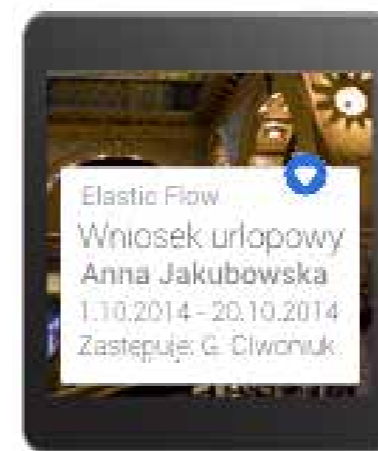 Elastic Flow
Wniosek urlopowy
Anna Jakubowska
1.10.2014 - 20.10.2014
Zastępuje: G. Ciwoniuk